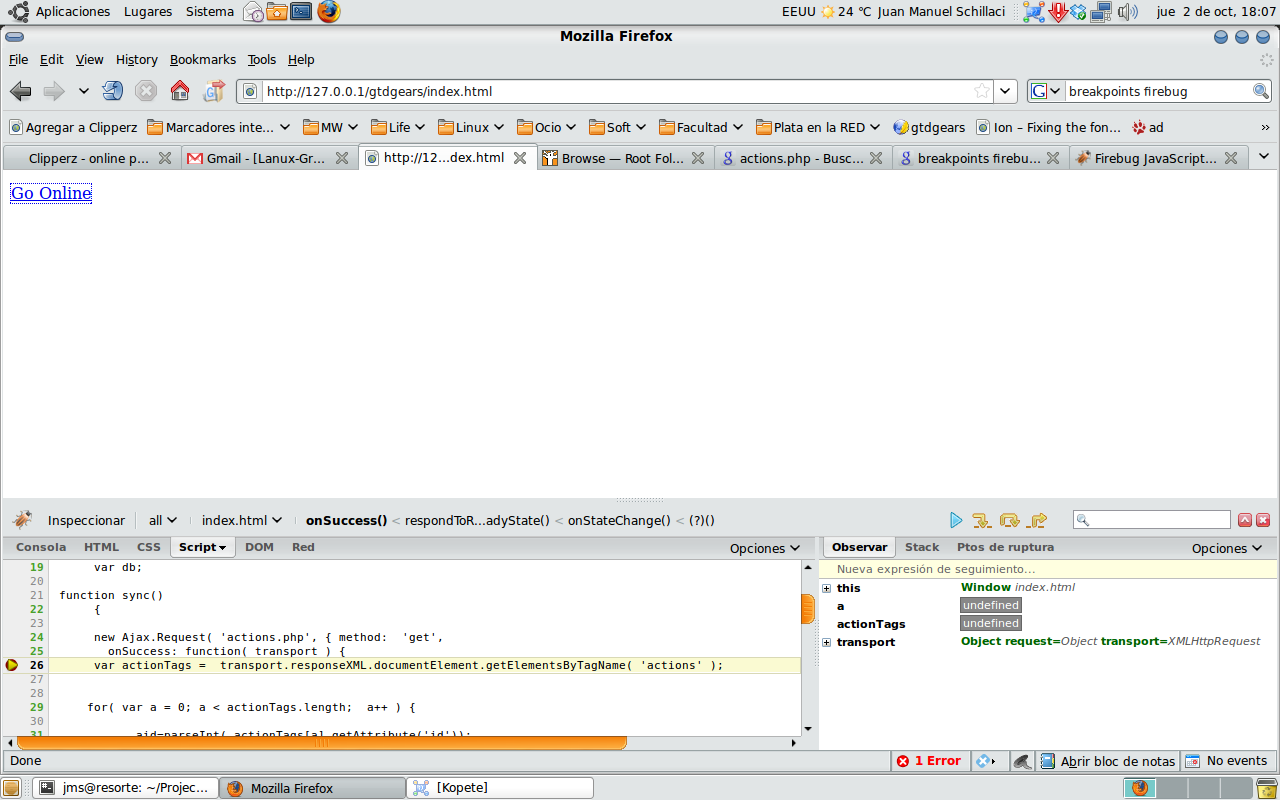 Aplicaciones Lugares Sistema EEUU 24 °C Juan Manuel Schillaci jue 2 de oct, 18:07
Mozilla Firefox
File Edit View History Bookmarks Tools Help
http://127.0.0.1/gtdgears/index.html G breakpoints firebug
Agregar a Clipperz Marcadores inte... MW Life Linux Ocio Soft Facultad Plata en la RED gtdgears Ion – Fixing the fon... ad »
Clipperz - online p... Gmail - [Lanux-Gr... http://12...dex.html Browse — Root Fol... actions.php - Busc... breakpoints firebu... Firebug JavaScript...
Go Online
Inspeccionar all index.html onSuccess() < respondToR...adyState() < onStateChange() < (?)()
Consola HTML CSS Script DOM Red Opciones Observar Stack Ptos de ruptura Opciones
Nueva expresión de seguimiento...
19 var db;
20
21 function sync()
22 {
23
24 new Ajax.Request( 'actions.php', { method: 'get',
25 onSuccess: function( transport ) {
26 var actionTags = transport.responseXML.documentElement.getElementsByTagName( 'actions' );
27
28
29 for( var a = 0; a < actionTags.length; a++ ) {
30
31 aid=parseInt( actionTags[a].getAttribute('id'));
this Window index.html
a undefined
actionTags undefined
transport Object request=Object transport=XMLHttpRequest
Done 1 Error Abrir bloc de notas No events
jms@resorte: ~/Projec... Mozilla Firefox [Kopete]